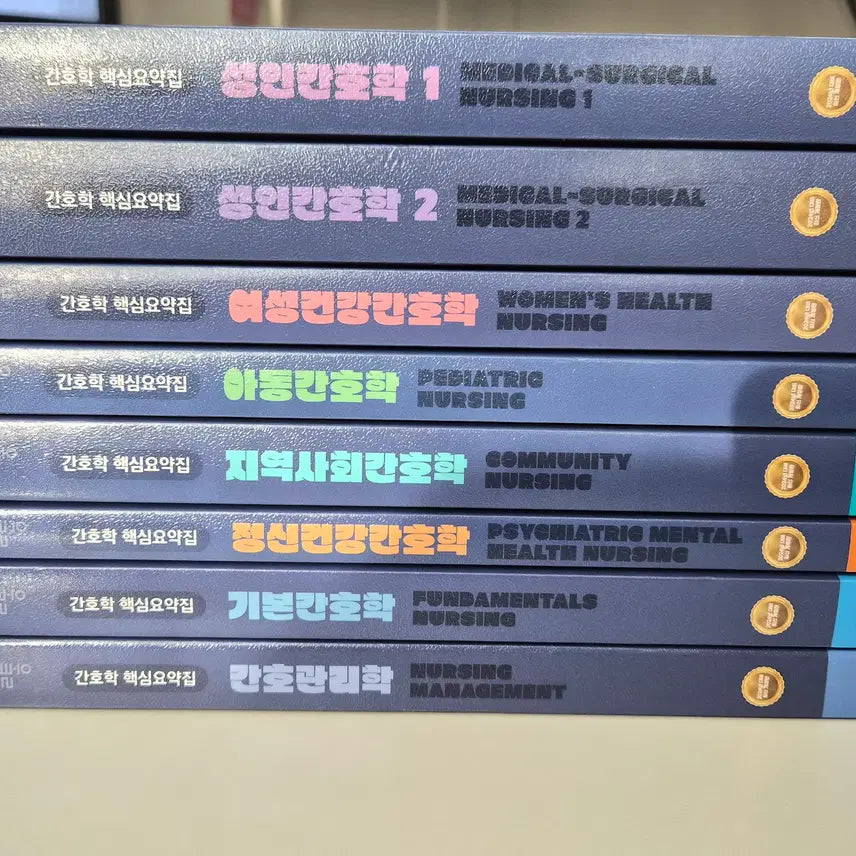 간호학 핵심요약집 성인간호학 1 MEDICAL-SURGICAL
NURSING 1
간호학 핵심요약집 성인간호학 2 MEDICAL-SURGICAL
NURSING 2
간호학 핵심요약집 여성건강간호학 WOMEN'S HEALTH
NURSING
간호학 핵심요약집 아동간호학 PEDIATRIC
NURSING
간호학 핵심요약집 지역사회간호학 COMMUNITY
NURSING
간호학 핵심요약집 정신건강간호학 PSYCHIATRIC MENTAL
HEALTH NURSING
간호학 핵심요약집 기본간호학 FUNDAMENTALS
NURSING
간호학 핵심요약집 간호관리학 NURSING
MANAGEMENT